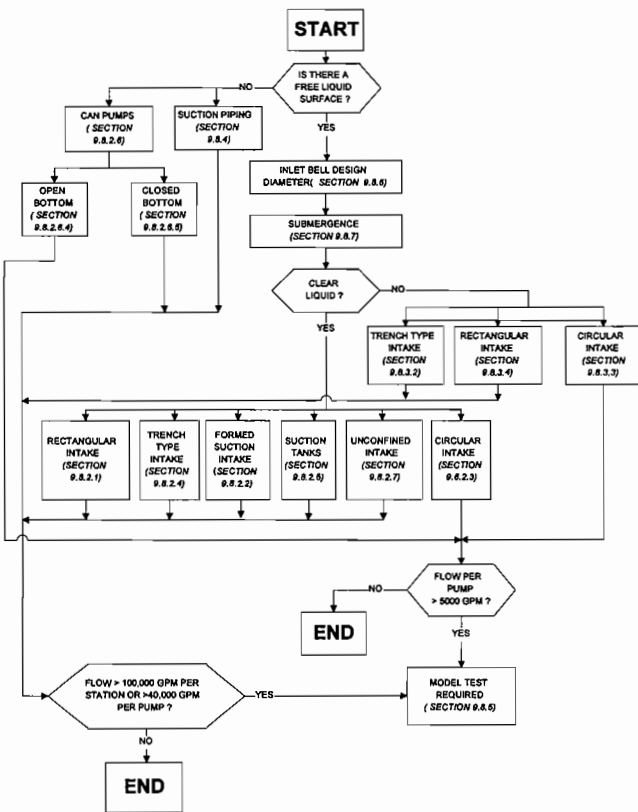 START
IS THERE A
FREE LIQUID
SURFACE ?
NO
YES
CAN PUMPS
( SECTION
9.8.2.6)
SUCTION PIPING
(SECTION
9.8.4)
OPEN
BOTTOM
( SECTION
9.8.2.6.4)
CLOSED
BOTTOM
( SECTION
9.8.2.6.5)
INLET BELL DESIGN
DIAMETER( SECTION 9.8.6)
SUBMERGENCE
(SECTION 9.8.7)
CLEAR
LIQUID ?
NO
YES
TRENCH TYPE
INTAKE
(SECTION
9.8.3.2)
RECTANGULAR
INTAKE
(SECTION
9.8.3.4)
CIRCULAR
INTAKE
(SECTION
9.8.3.3)
RECTANGULAR
INTAKE
(SECTION
9.8.2.1)
TRENCH
TYPE
INTAKE
(SECTION
9.8.2.4)
FORMED
SUCTION
INTAKE
(SECTION
9.8.2.2)
SUCTION
TANKS
(SECTION
9.8.2.5)
UNCONFINED
INTAKE
(SECTION
9.8.2.7)
CIRCULAR
INTAKE
(SECTION
9.6.2.3)
FLOW PER
PUMP
> 5000 GPM ?
NO
YES
END
FLOW > 100,000 GPM PER
STATION OR >40,000 GPM
PER PUMP ?
YES
NO
MODEL TEST
REQUIRED
( SECTION 9.8.5)
END